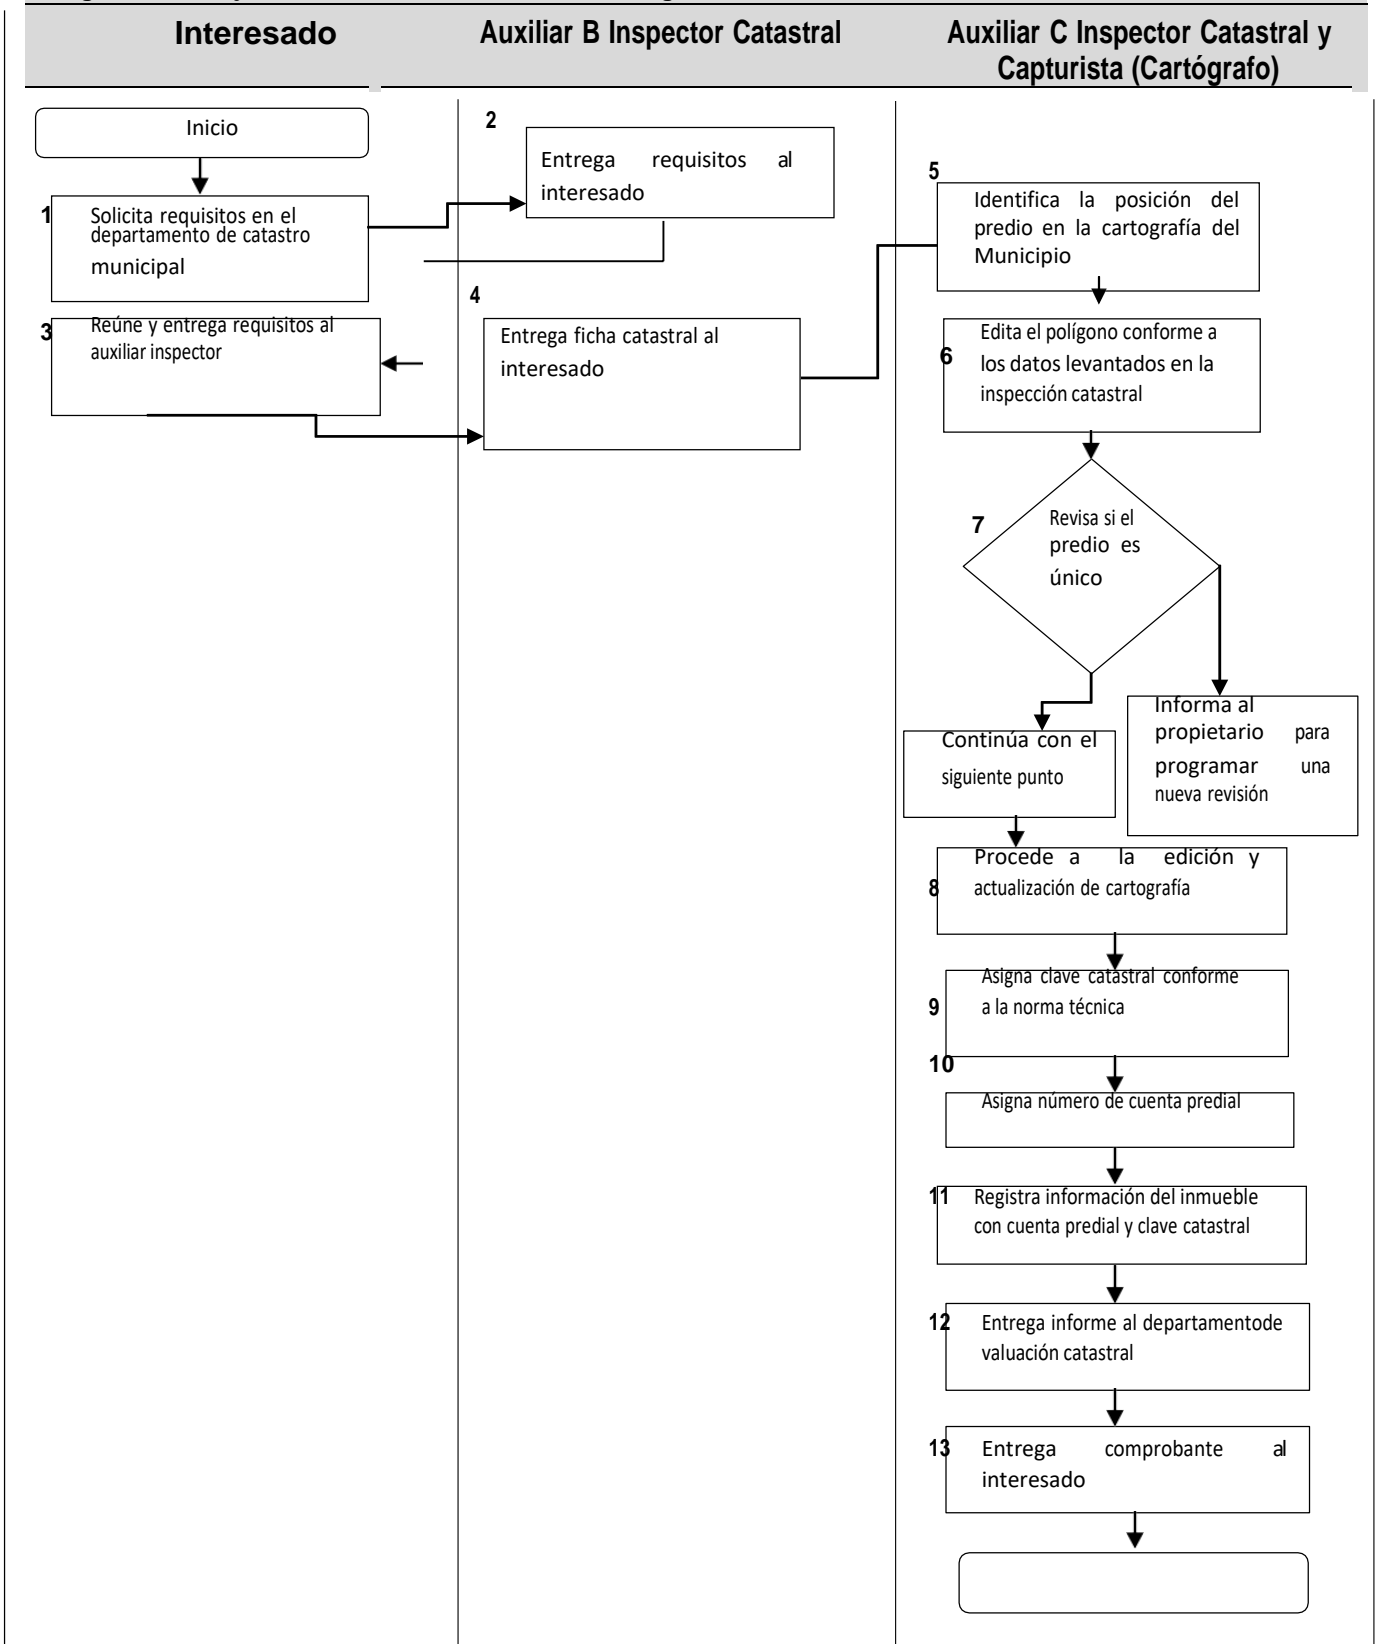 Interesado
Auxiliar B Inspector Catastral
Auxiliar C Inspector Catastral y
Capturista (Cartógrafo)
Inicio
1
Solicita requisitos en el
departamento de catastro
municipal
2
Entrega requisitos al
interesado
3
Reúne y entrega requisitos al
auxiliar inspector
4
Entrega ficha catastral al
interesado
5
Identifica la posición del
predio en la cartografía del
Municipio
6
Edita el polígono conforme a
los datos levantados en la
inspección catastral
7
Revisa si el
predio es
único
Continúa con el
siguiente punto
Informa al
propietario para
programar una
nueva revisión
8
Procede a la edición y
actualización de cartografía
9
Asigna clave catastral conforme
a la norma técnica
10
Asigna número de cuenta predial
11
Registra información del inmueble
con cuenta predial y clave catastral
12
Entrega informe al departamentode
valuación catastral
13
Entrega comprobante al
interesado